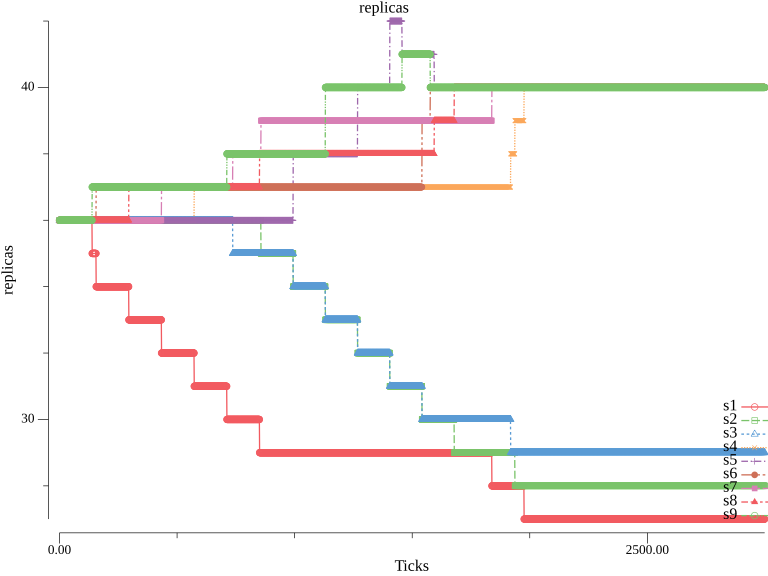 replicas
40
replicas
30
s1
s2
s3
s4
s5
s6
s7
s8
s9
0.00
2500.00
Ticks